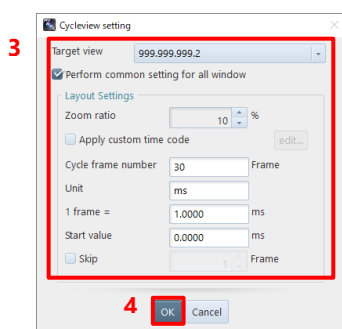 Cycleview setting
3
Target view 999.999.999.2
Perform common setting for all window
Layout Settings
Zoom ratio 10 %
Apply custom time code edit...
Cycle frame number 30 Frame
Unit ms
1 frame = 1.0000 ms
Start value 0.0000 ms
Skip 1 Frame
4
OK Cancel